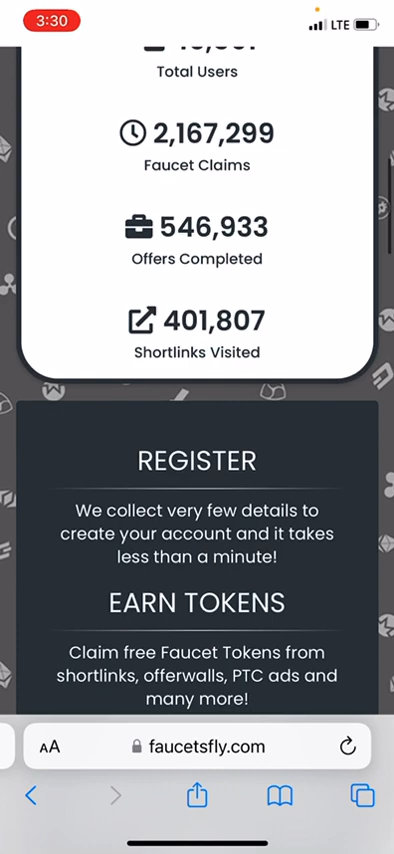 3:30
LTE
Total Users
2,167,299
Faucet Claims
546,933
Offers Completed
401,807
Shortlinks Visited
REGISTER
We collect very few details to
create your account and it takes
less than a minute!
EARN TOKENS
Claim free Faucet Tokens from
shortlinks, offerwalls, PTC ads and
many more!
AA
faucetsfly.com